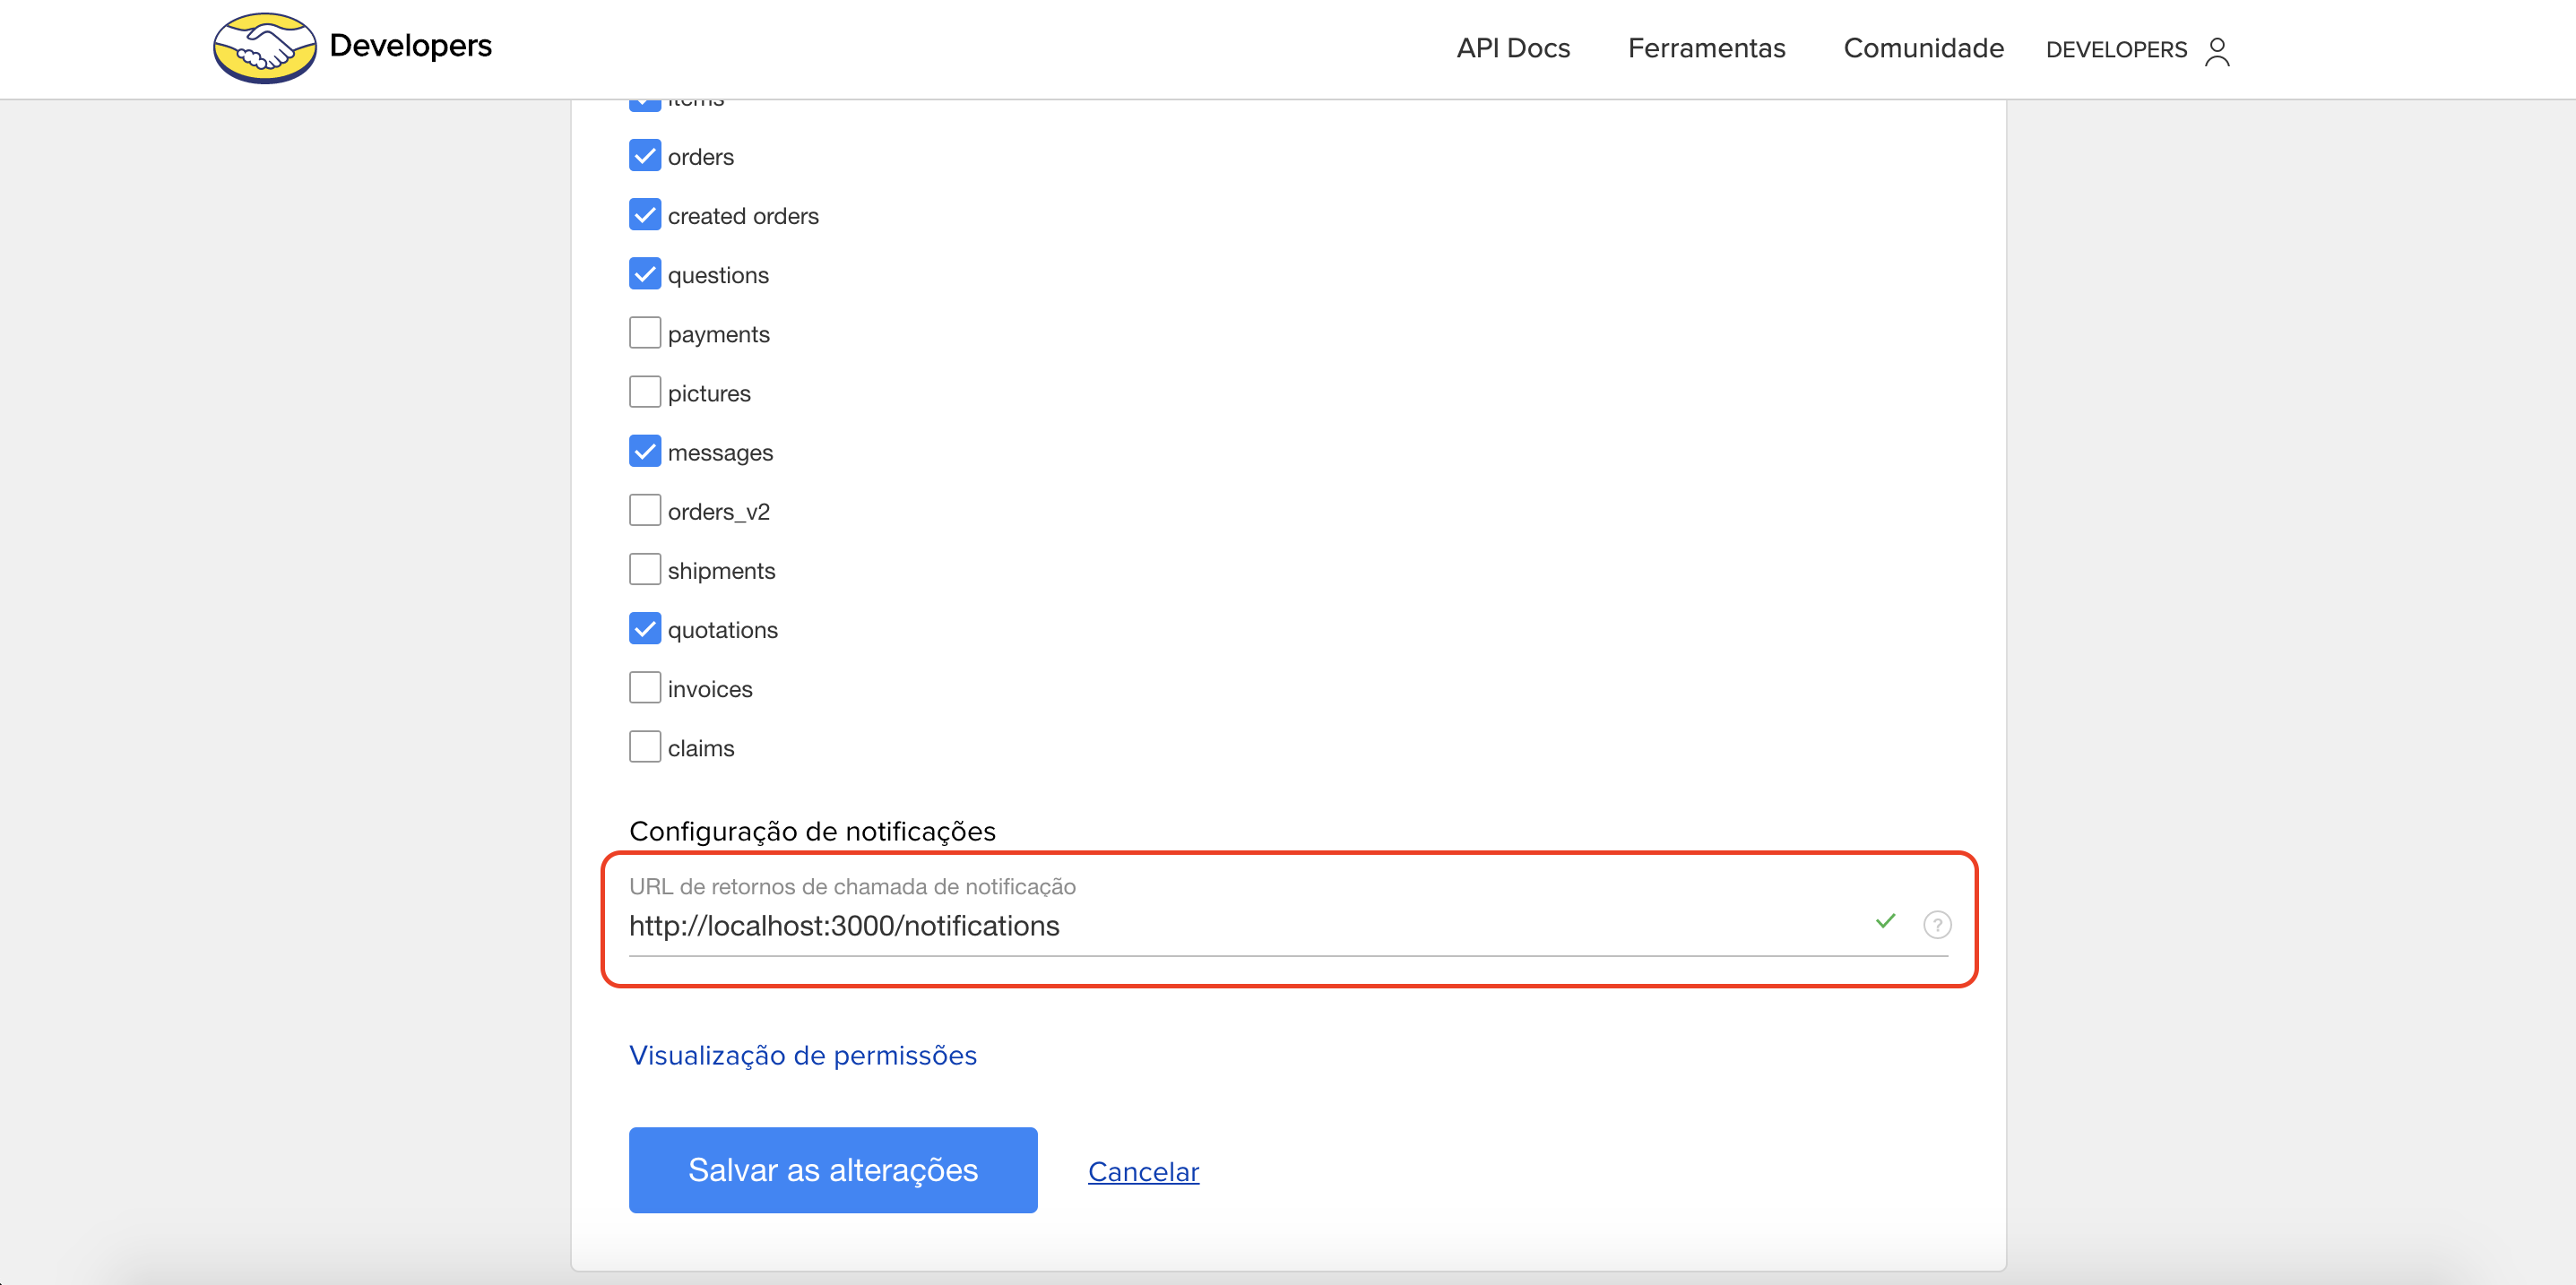 Developers
API Docs
Ferramentas
Comunidade
DEVELOPERS
items
orders
created orders
questions
payments
pictures
messages
orders_v2
shipments
quotations
invoices
claims
Configuração de notificações
URL de retornos de chamada de notificação
http://localhost:3000/notifications
?
Visualização de permissões
Salvar as alterações
Cancelar